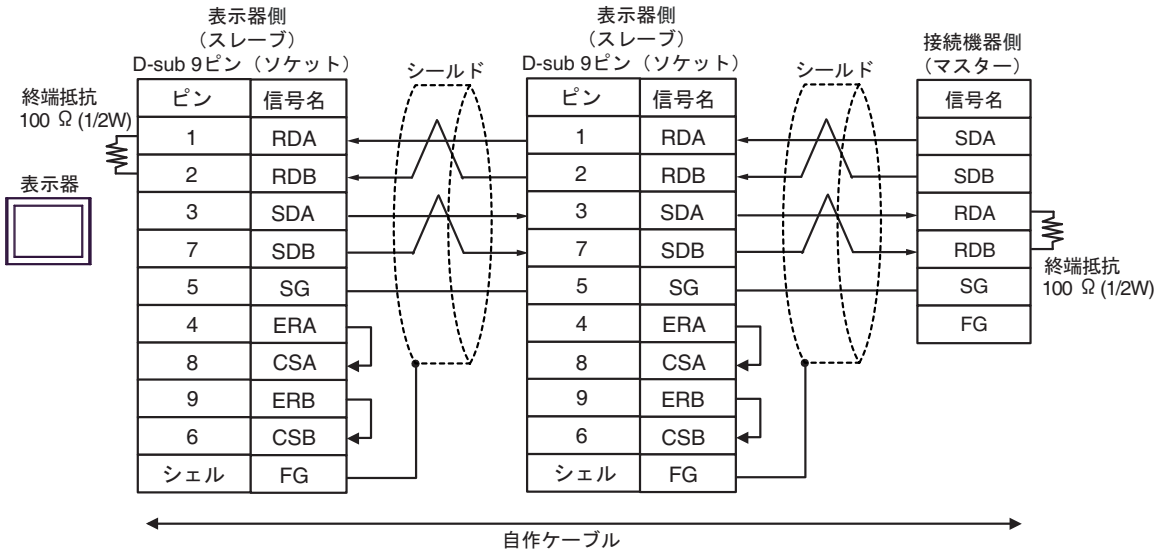 表示器側
（スレーブ）
D-sub 9ピン（ソケット）
表示器側
（スレーブ）
D-sub 9ピン（ソケット）
接続機器側
（マスター）
シールド
シールド
終端抵抗
100 Ω (1/2W)
表示器
ピン 信号名
1 RDA
2 RDB
3 SDA
7 SDB
5 SG
4 ERA
8 CSA
9 ERB
6 CSB
シェル FG
ピン 信号名
1 RDA
2 RDB
3 SDA
7 SDB
5 SG
4 ERA
8 CSA
9 ERB
6 CSB
シェル FG
信号名
SDA
SDB
RDA
RDB
SG
FG
終端抵抗
100 Ω (1/2W)
自作ケーブル